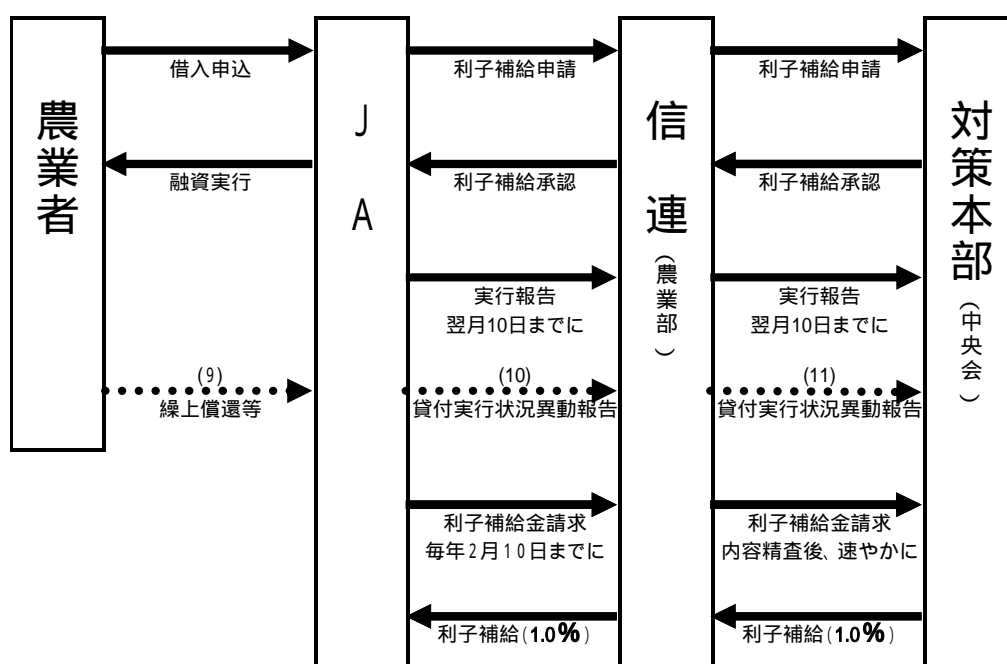 農業者
JA
信連
（農業部）
対策本部
（中央会）
借入申込
利子補給申請
利子補給申請
融資実行
利子補給承認
利子補給承認
実行報告
翌月10日までに
実行報告
翌月10日までに
(9)
繰上償還等
(10)
貸付実行状況異動報告
(11)
貸付実行状況異動報告
利子補給金請求
毎年2月10日までに
利子補給金請求
内容精査後、速やかに
利子補給(1.0%)
利子補給(1.0%)